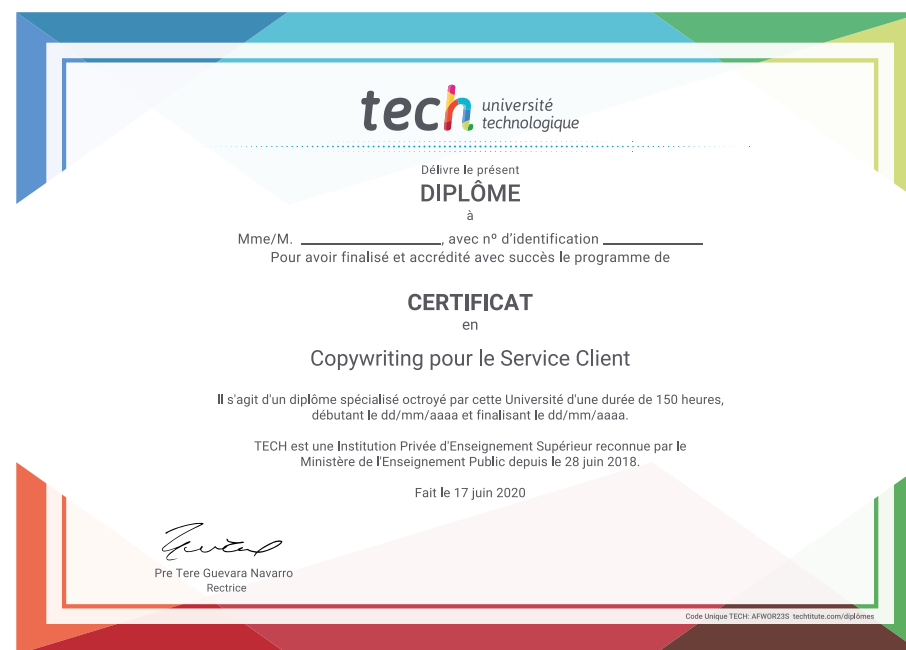 tech université
technologique
Délivre le présent
DIPLÔME
à
Mme/M. ____________________, avec nº d'identification ______________
Pour avoir finalisé et accrédité avec succès le programme de
CERTIFICAT
en
Copywriting pour le Service Client
Il s'agit d'un diplôme spécialisé octroyé par cette Université d'une durée de 150 heures,
débutant le dd/mm/aaaa et finalisant le dd/mm/aaaa.
TECH est une Institution Privée d'Enseignement Supérieur reconnue par le
Ministère de l'Enseignement Public depuis le 28 juin 2018.
Fait le 17 juin 2020
Pre Tere Guevara Navarro
Rectrice
Code Unique TECH: AFWOR23S techtitute.com/diplômes